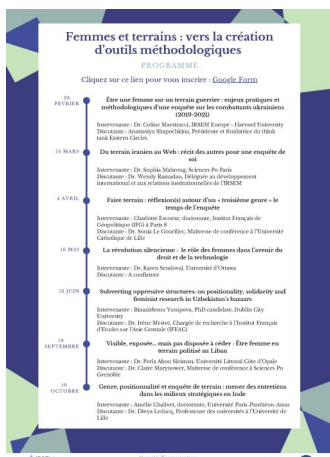 Femmes et terrains : vers la création
d'outils méthodologiques
PROGRAMME
Cliquez sur ce lien pour vous inscrire : Google Form
28
FEVRIER
Être une femme sur un terrain guerrier : enjeux pratiques et
méthodologiques d'une enquête sur les combattants ukrainiens
(2019-2021)
Intervenante : Dr. Coline Maestracci, IRSEM Europe - Harvard University
Discutante : Anastasiya Shapochkina, Présidente et fondatrice du think
tank Eastern Circles
14 MARS
Du terrain iranien au Web : récit des autres pour une enquête de
soi
Intervenante : Dr. Sophia Mahroug, Sciences Po Paris
Discutante : Dr. Wendy Ramadan, Déléguée au développement
international et aux relations institutionnelles de l'IRSEM
4 AVRIL
Faire terrain : réflexion(s) autour d'un « troisième genre » le
temps de l'enquête
Intervenante : Charlotte Escorse, doctorante, Institut Français de
Géopolitique (IFG) à Paris 8
Discutante : Dr. Sonia Le Gouriellec, Maitresse de conférence à l'Université
Catholique de Lille
16 MAI
La révolution silencieuse : le rôle des femmes dans l'avenir du
droit et de la technologie
Intervenante : Dr. Karen Sendoval, Université d'Ottawa
Discutante : A confirmer
13 JUIN
Subverting oppressive structures: on positionality, solidarity and
feminist research in Uzbekistan's bazaars
Intervenante : Binazirbonu Yusupova, PhD candidate, Dublin City
University
Discutante : Dr. Irène Mestre, Chargée de recherche à l'Institut Français
d'Etudes sur l'Asie Centrale (IFEAC)
SEPTEMBRE
Visible, exposée... mais pas disposée à céder : Être femme en
terrain politisé au Liban
Intervenante : Dr. Perla Abou Sleiman, Université Littoral Côte d'Opale
Discutante : Dr. Claire Marynower, Maitresse de conférence à Sciences Po
Grenoble
10
OCTOBRE
Genre, positionnalité et enquête de terrain : mener des entretiens
dans les milieux stratégiques en Inde
Intervenante : Amélie Chalivet, doctorante, Université Paris-Panthéon-Assas
Discutante : Dr. Derya Leducq, Professeure des universités à l'Université de
Lille